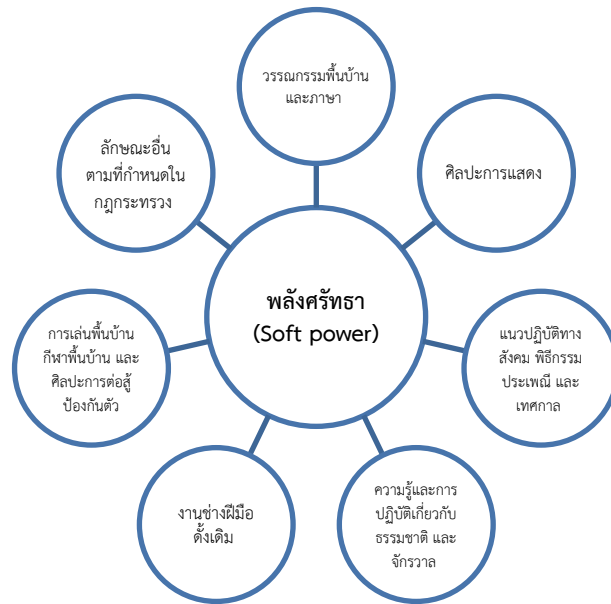 วรรณกรรมพื้นบ้าน
และภาษา
ศิลปะการแสดง
แนวปฏิบัติทาง
สังคม พิธีกรรม
ประเพณี และ
เทศกาล
ความรู้และการ
ปฏิบัติเกี่ยวกับ
ธรรมชาติ และ
จักรวาล
งานช่างฝีมือ
ดั้งเดิม
การเล่นพื้นบ้าน
กีฬาพื้นบ้าน และ
ศิลปะการต่อสู้
ป้องกันตัว
ลักษณะอื่น
ตามที่กำหนดใน
กฎกระทรวง
พลังศรัทธา
(Soft power)